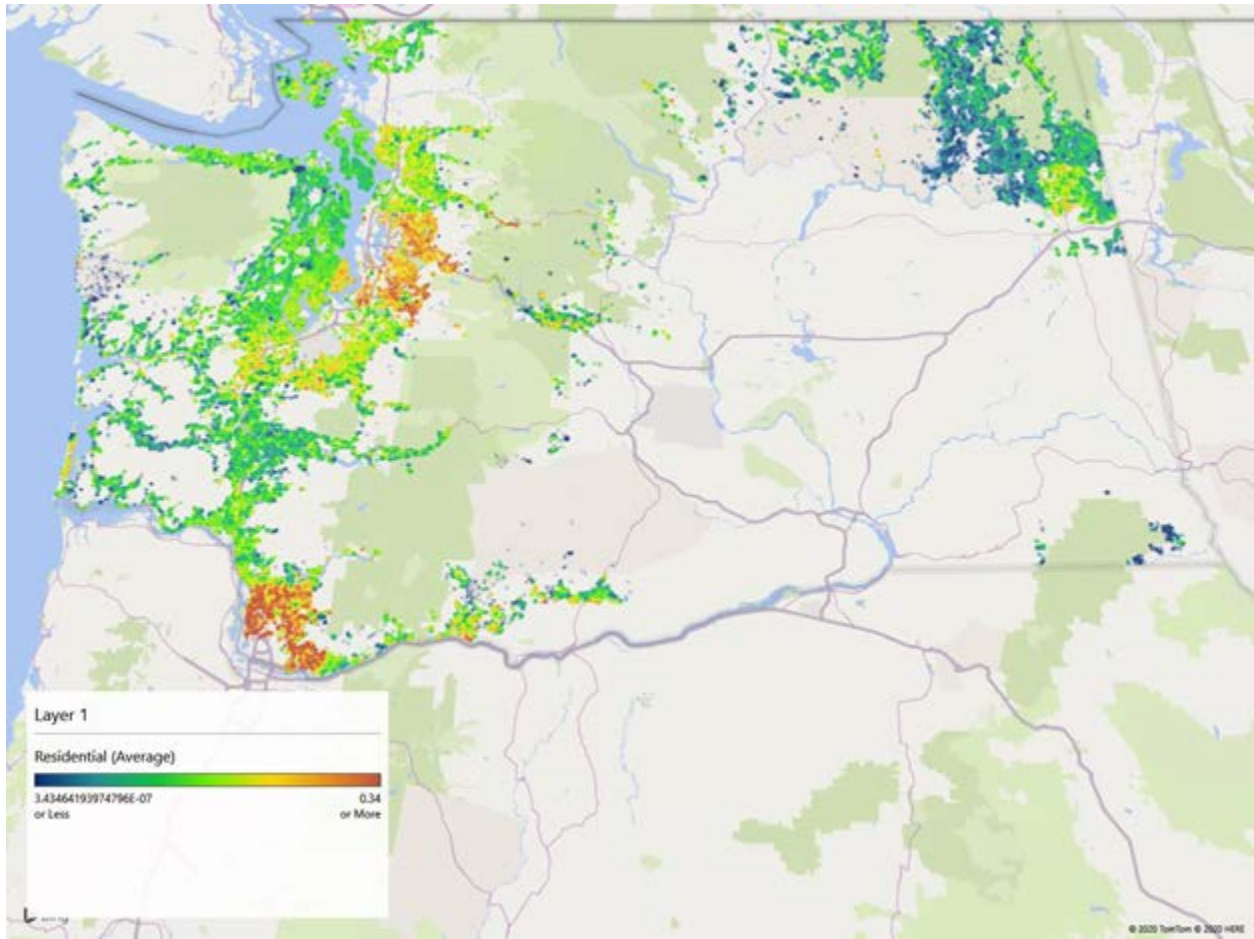 Layer 1
Residential (Average)
3.43464193974796E-07
0.34
or Less
or More
© 2020 TomTom © 2020 HERE